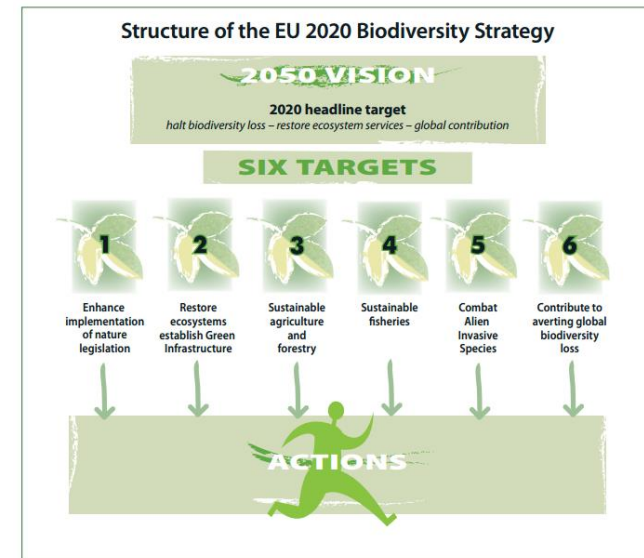 Structure of the EU 2020 Biodiversity Strategy
2050 VISION
2020 headline target
halt biodiversity loss – restore ecosystem services – global contribution
SIX TARGETS
1
Enhance
implementation
of nature
legislation
2
Restore
ecosystems
establish Green
Infrastructure
3
Sustainable
agriculture
and
forestry
4
Sustainable
fisheries
5
Combat
Alien
Invasive
Species
6
Contribute to
averting global
biodiversity
loss
ACTIONS